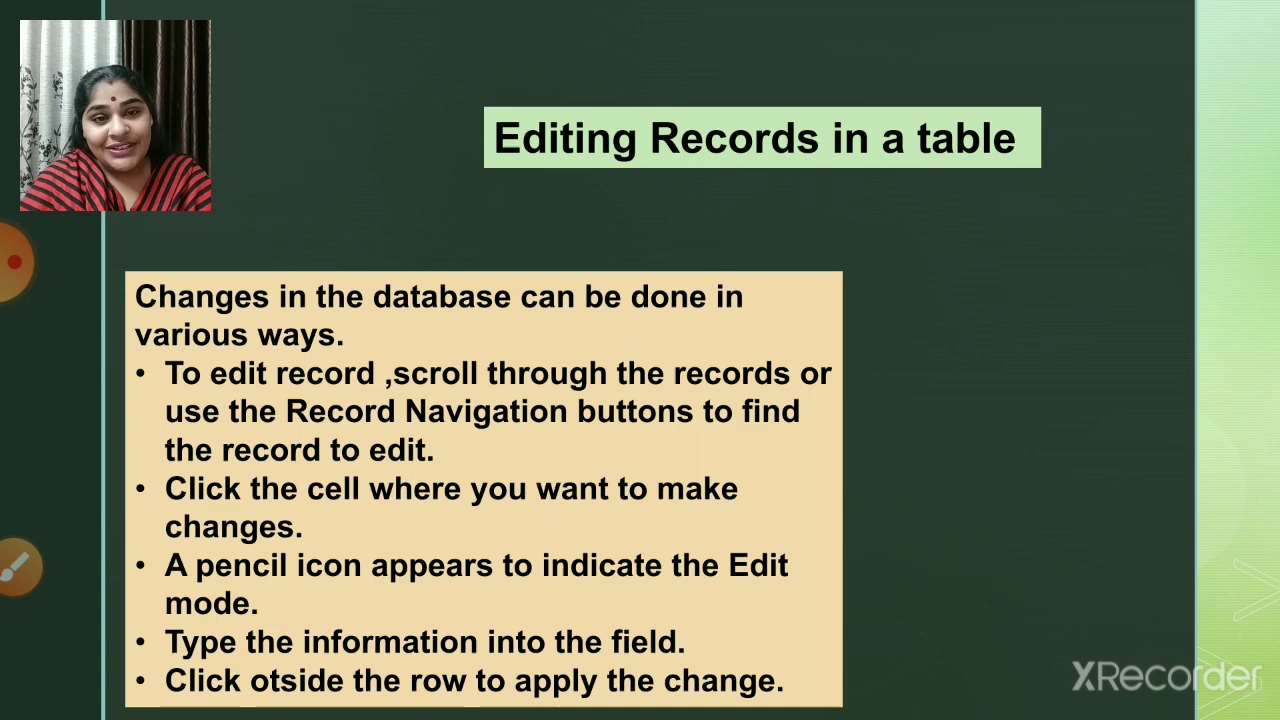 Editing Records in a table
Changes in the database can be done in
various ways.
• To edit record ,scroll through the records or
use the Record Navigation buttons to find
the record to edit.
• Click the cell where you want to make
changes.
• A pencil icon appears to indicate the Edit
mode.
• Type the information into the field.
• Click otside the row to apply the change.
XRecorder